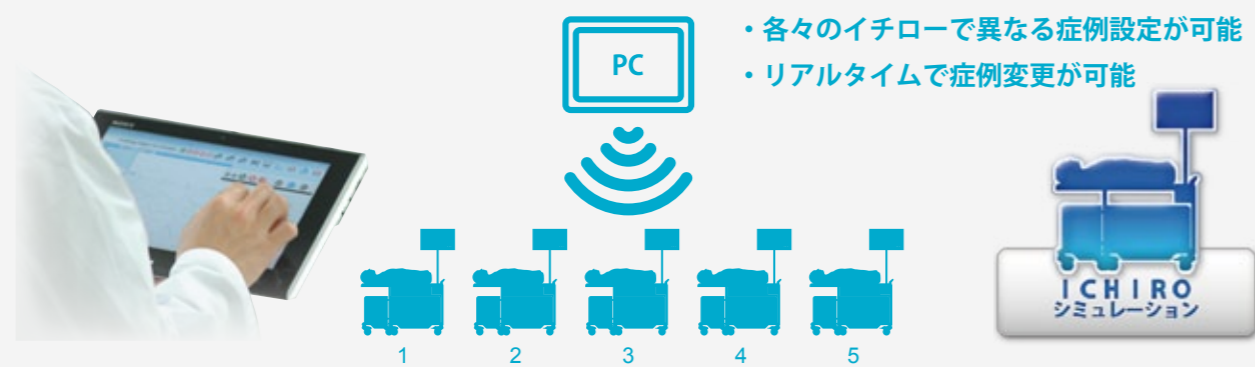 ・各々のイチローで異なる症例設定が可能
・リアルタイムで症例変更が可能
PC
1 2 3 4 5
ICHIRO
シミュレーション